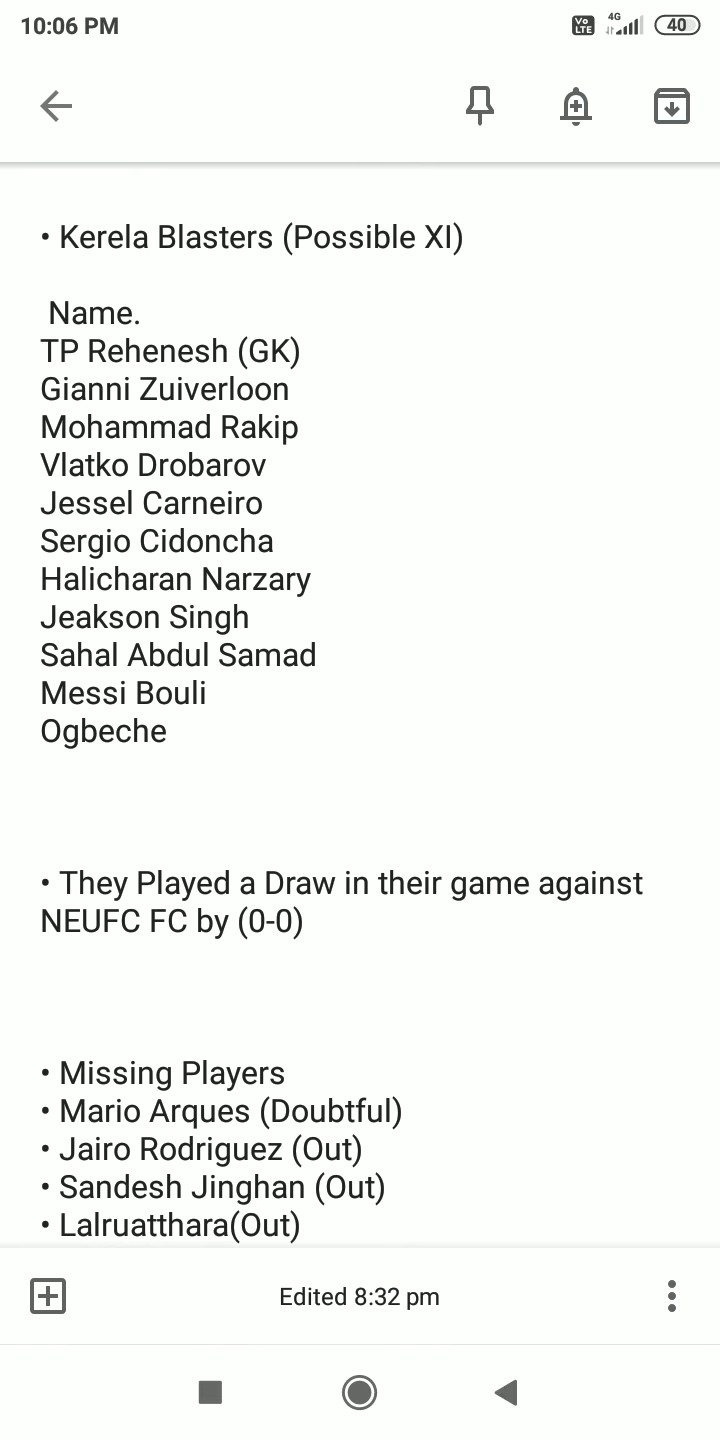 10:06 PM
Vo LTE
4G
40
• Kerela Blasters (Possible XI)
Name.
TP Rehenesh (GK)
Gianni Zuiverloon
Mohammad Rakip
Vlatko Drobarov
Jessel Carneiro
Sergio Cidoncha
Halicharan Narzary
Jeakson Singh
Sahal Abdul Samad
Messi Bouli
Ogbeche
• They Played a Draw in their game against
NEUFC FC by (0-0)
• Missing Players
• Mario Arques (Doubtful)
• Jairo Rodriguez (Out)
• Sandesh Jinghan (Out)
• Lalruatthara(Out)
Edited 8:32 pm